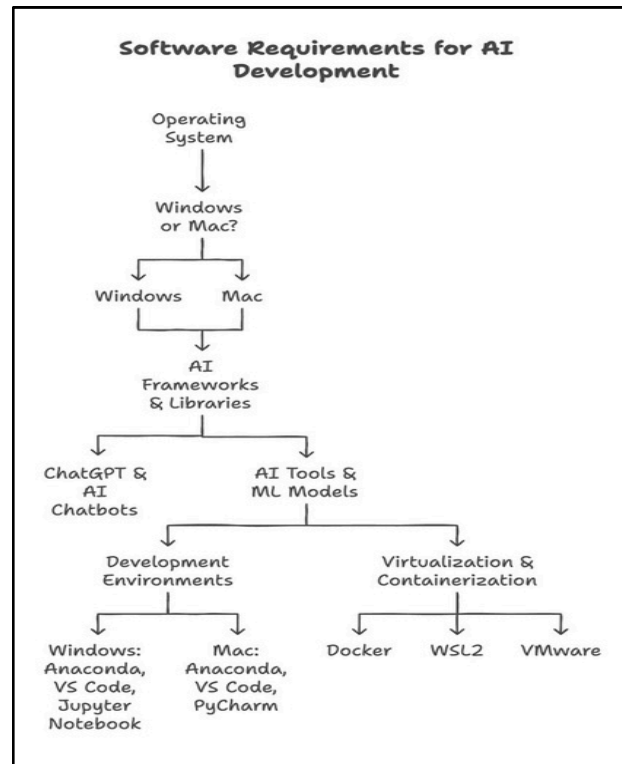 Software Requirements for AI
Development
Operating
System
Windows
or Mac?
Windows
Mac
AI
Frameworks
& Libraries
ChatGPT &
AI
Chatbots
AI Tools &
ML Models
Development
Environments
Virtualization &
Containerization
Windows:
Anaconda,
VS Code,
Jupyter
Notebook
Mac:
Anaconda,
VS Code,
PyCharm
Docker
WSL2
VMware